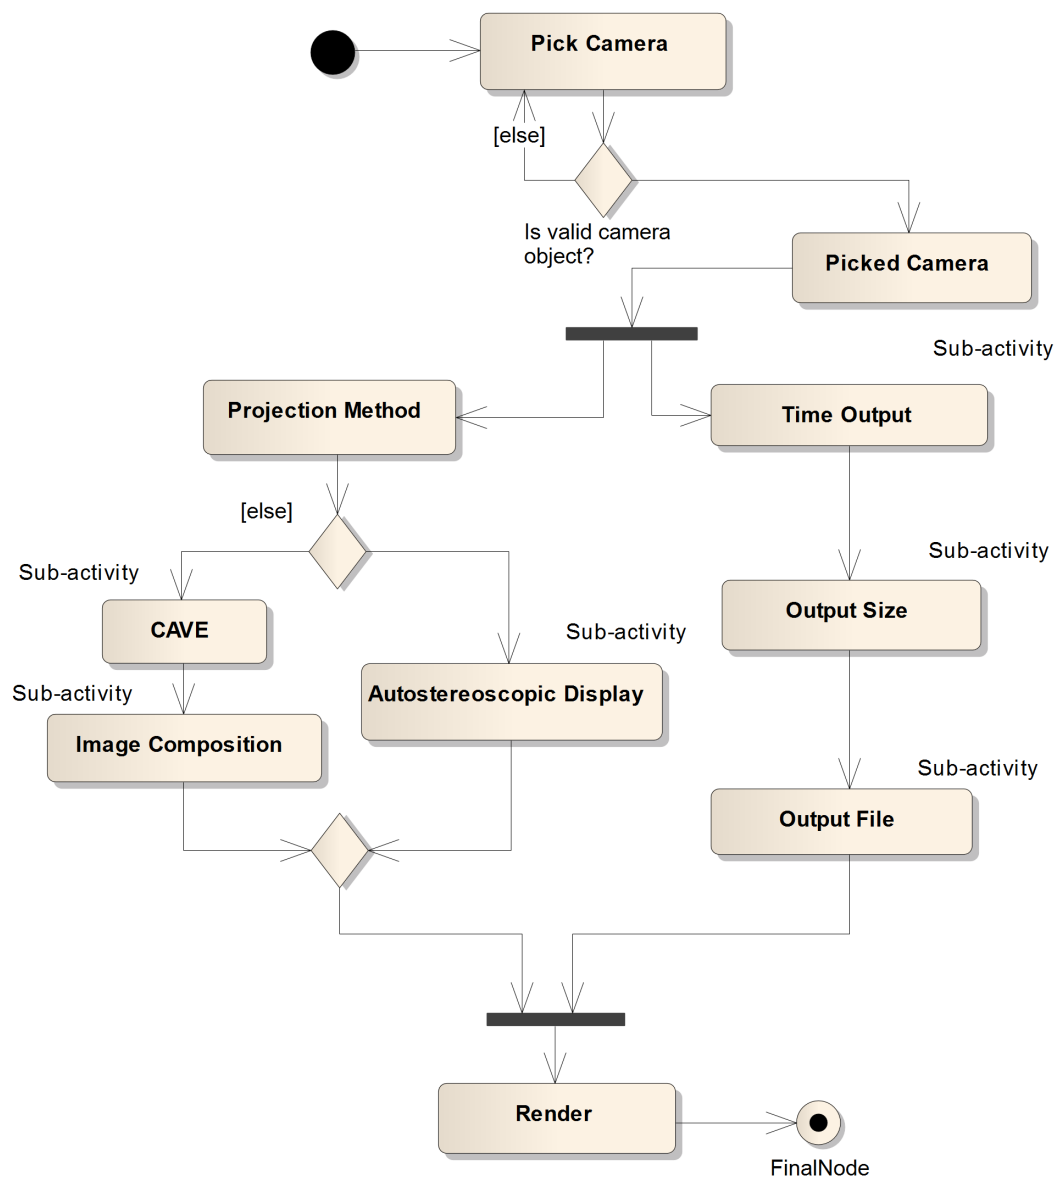 Pick Camera
[else]
Is valid camera
object?
Picked Camera
Sub-activity
Projection Method
Time Output
[else]
Sub-activity
Sub-activity
CAVE
Output Size
Sub-activity
Sub-activity
Autostereoscopic Display
Image Composition
Sub-activity
Output File
Render
FinalNode